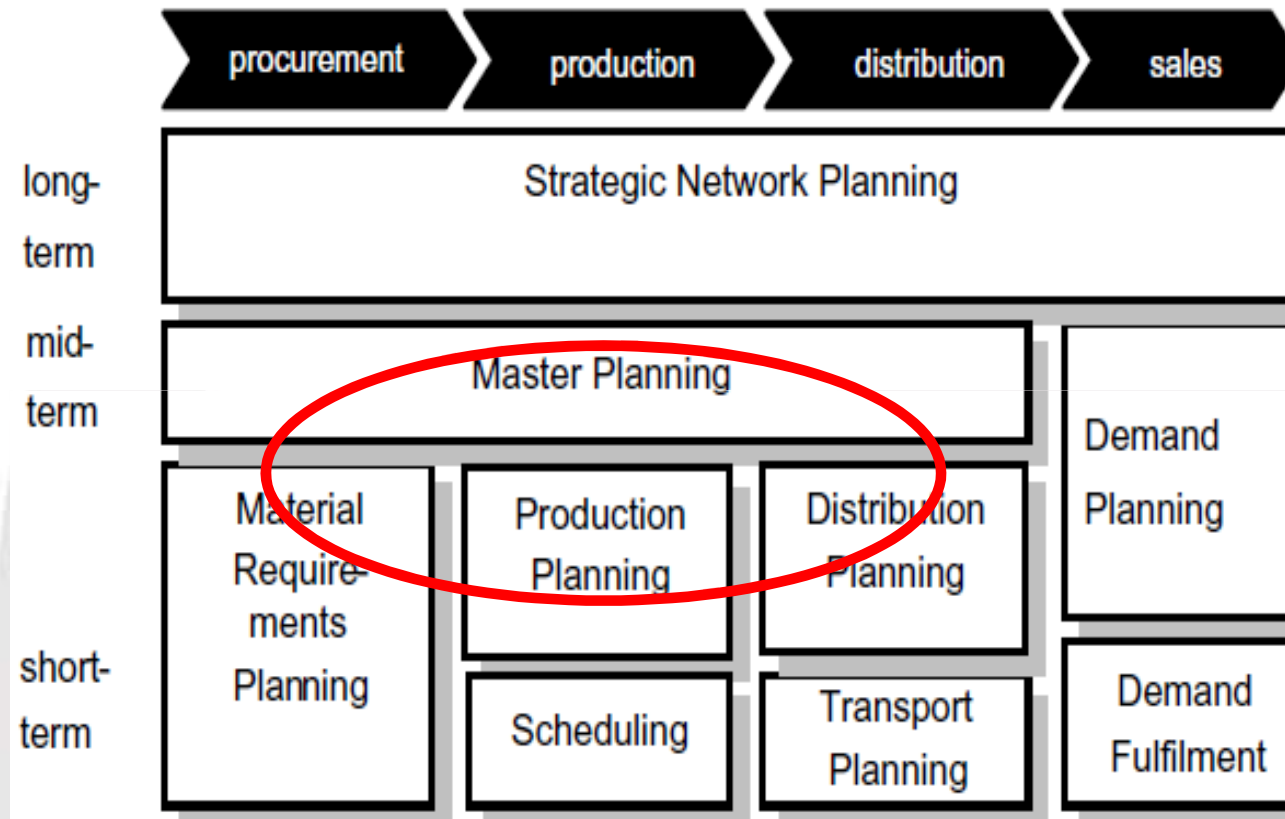 procurement
production
distribution
sales
long-
term
Strategic Network Planning
mid-
term
Master Planning
Demand
Planning
short-
term
Material
Require-
ments
Planning
Production
Planning
Distribution
Planning
Scheduling
Transport
Planning
Demand
Fulfilment